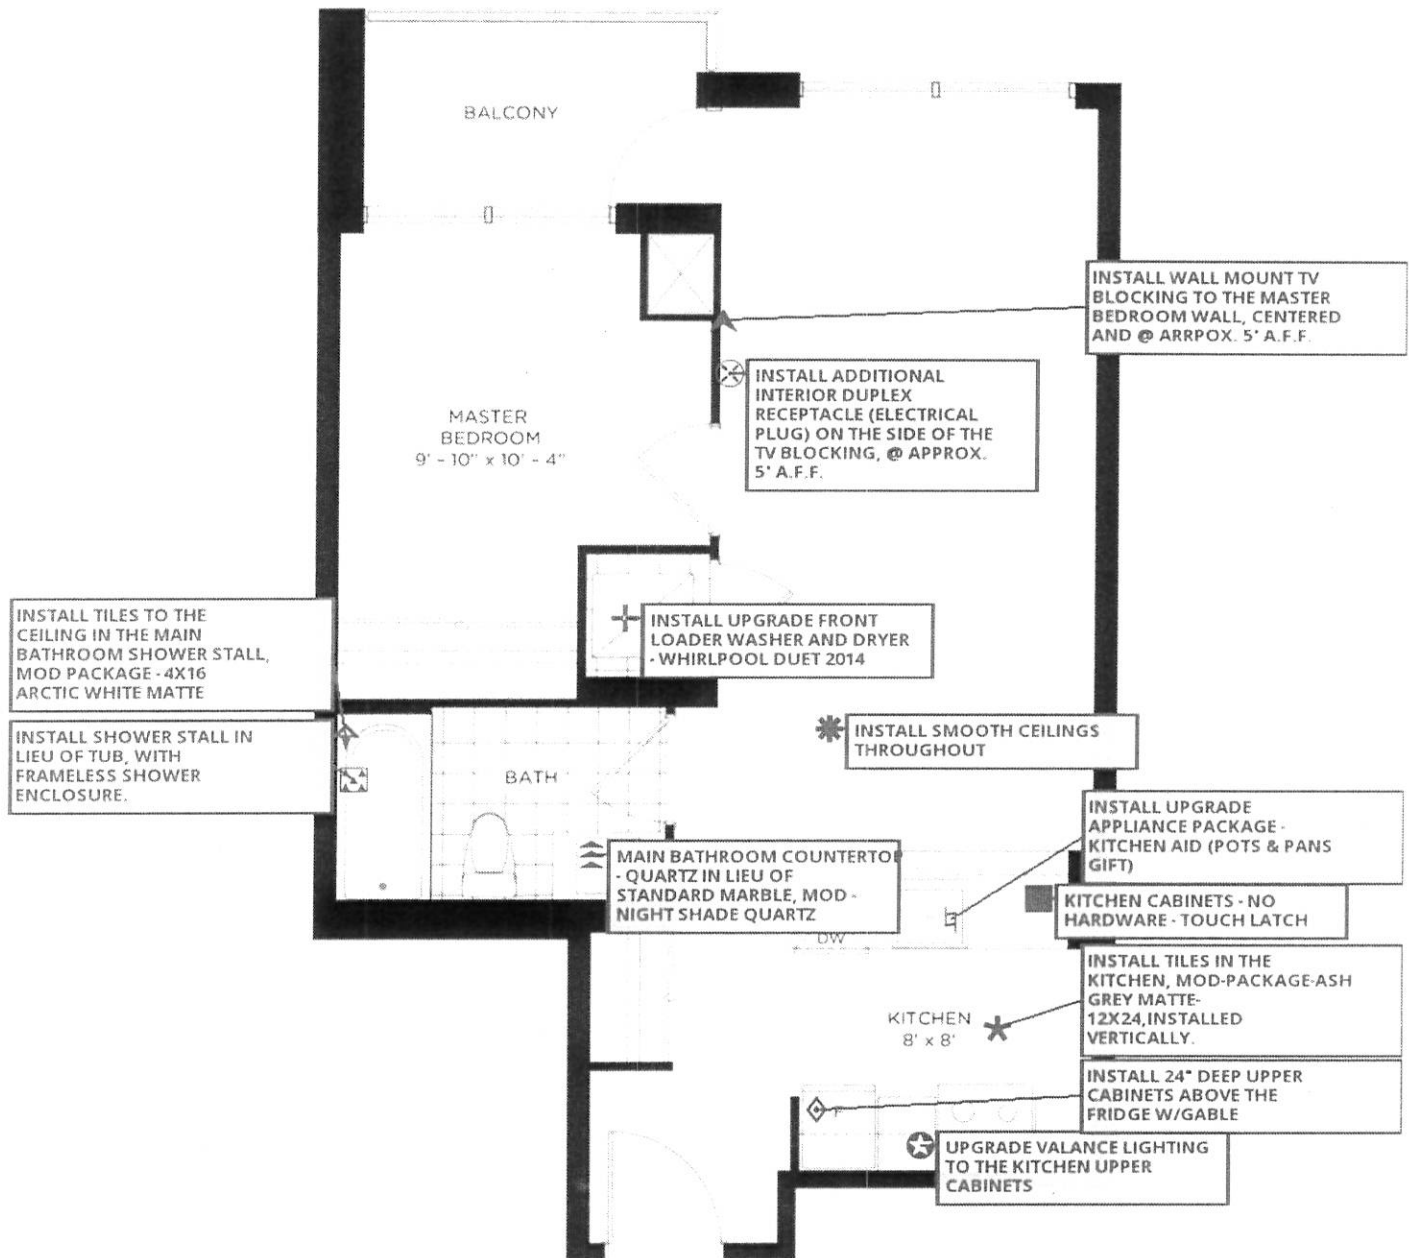 BALCONY
INSTALL WALL MOUNT TV
BLOCKING TO THE MASTER
BEDROOM WALL, CENTERED
AND @ ARRPOX. 5' A.F.F.
INSTALL ADDITIONAL
INTERIOR DUPLEX
RECEPTACLE (ELECTRICAL
PLUG) ON THE SIDE OF THE
TV BLOCKING, @ APPROX.
5' A.F.F.
MASTER
BEDROOM
9' - 10" x 10' - 4"
INSTALL TILES TO THE
CEILING IN THE MAIN
BATHROOM SHOWER STALL,
MOD PACKAGE - 4X16
ARCTIC WHITE MATTE
INSTALL UPGRADE FRONT
LOADER WASHER AND DRYER
- WHIRLPOOL DUET 2014
INSTALL SHOWER STALL IN
LIEU OF TUB, WITH
FRAMELESS SHOWER
ENCLOSURE.
INSTALL SMOOTH CEILINGS
THROUGHOUT
BATH
INSTALL UPGRADE
APPLIANCE PACKAGE -
KITCHEN AID (POTS & PANS
GIFT)
MAIN BATHROOM COUNTERTOP
- QUARTZ IN LIEU OF
STANDARD MARBLE, MOD -
NIGHT SHADE QUARTZ
KITCHEN CABINETS - NO
HARDWARE - TOUCH LATCH
DW
INSTALL TILES IN THE
KITCHEN, MOD-PACKAGE-ASH
GREY MATTE-
12X24,INSTALLED
VERTICALLY.
KITCHEN
8' x 8'
INSTALL 24" DEEP UPPER
CABINETS ABOVE THE
FRIDGE W/GABLE
F
UPGRADE VALANCE LIGHTING
TO THE KITCHEN UPPER
CABINETS